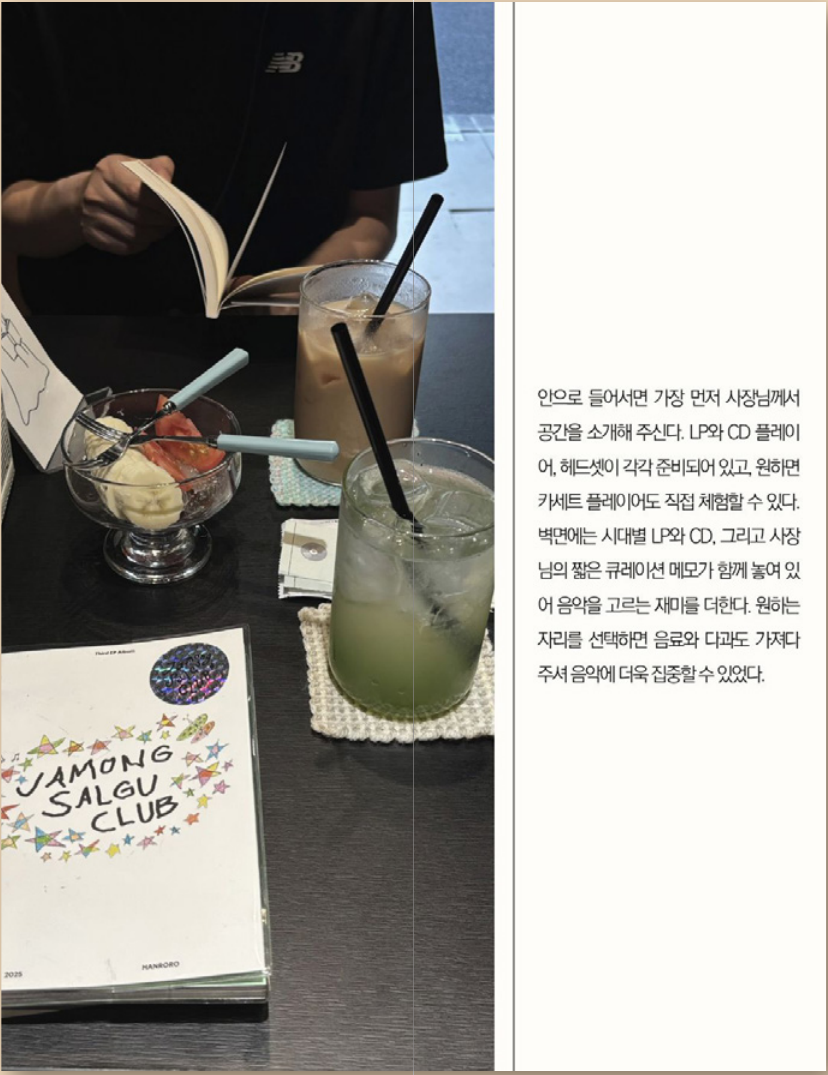 NB
안으로 들어서면 가장 먼저 사장님께서
공간을 소개해 주신다. LP와 CD 플레이
어, 헤드셋이 각각 준비되어 있고, 원하면
카세트 플레이어도 직접 체험할 수 있다.
벽면에는 시대별 LP와 CD, 그리고 사장
님의 짧은 큐레이션 메모가 함께 놓여 있
어 음악을 고르는 재미를 더한다. 원하는
자리를 선택하면 음료와 다과도 가져다
주셔 음악에 더욱 집중할 수 있었다.
Third EP Album
JAMONG
SALGU
CLUB
2025
HANRORO